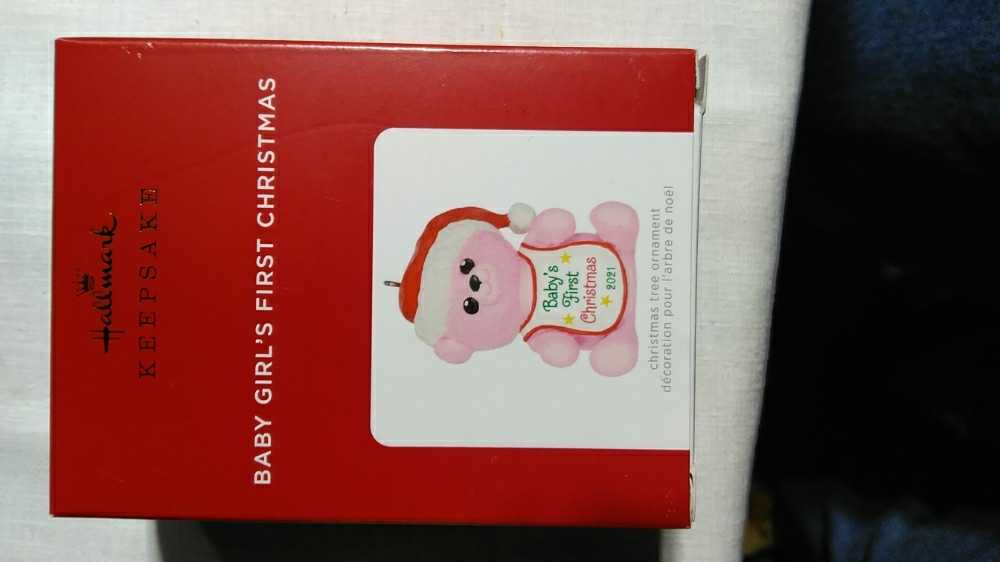 Hallmark
KEEPSAKE
BABY GIRL'S FIRST CHRISTMAS
Baby's
First
Christmas
2021
christmas tree ornament
décoration pour l'arbre de noël